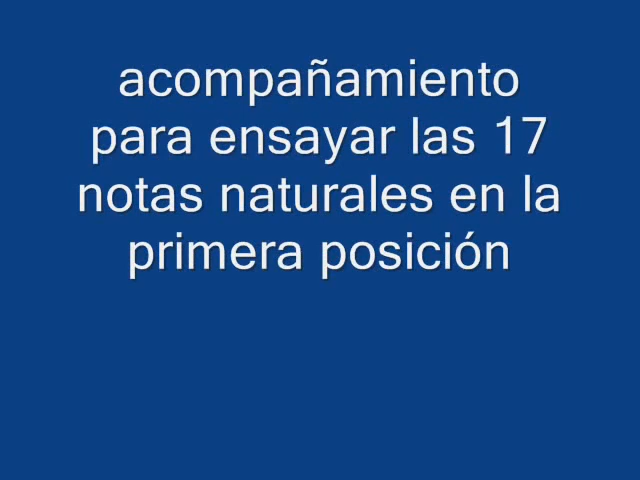 acompañamiento
para ensayar las 17
notas naturales en la
primera posición